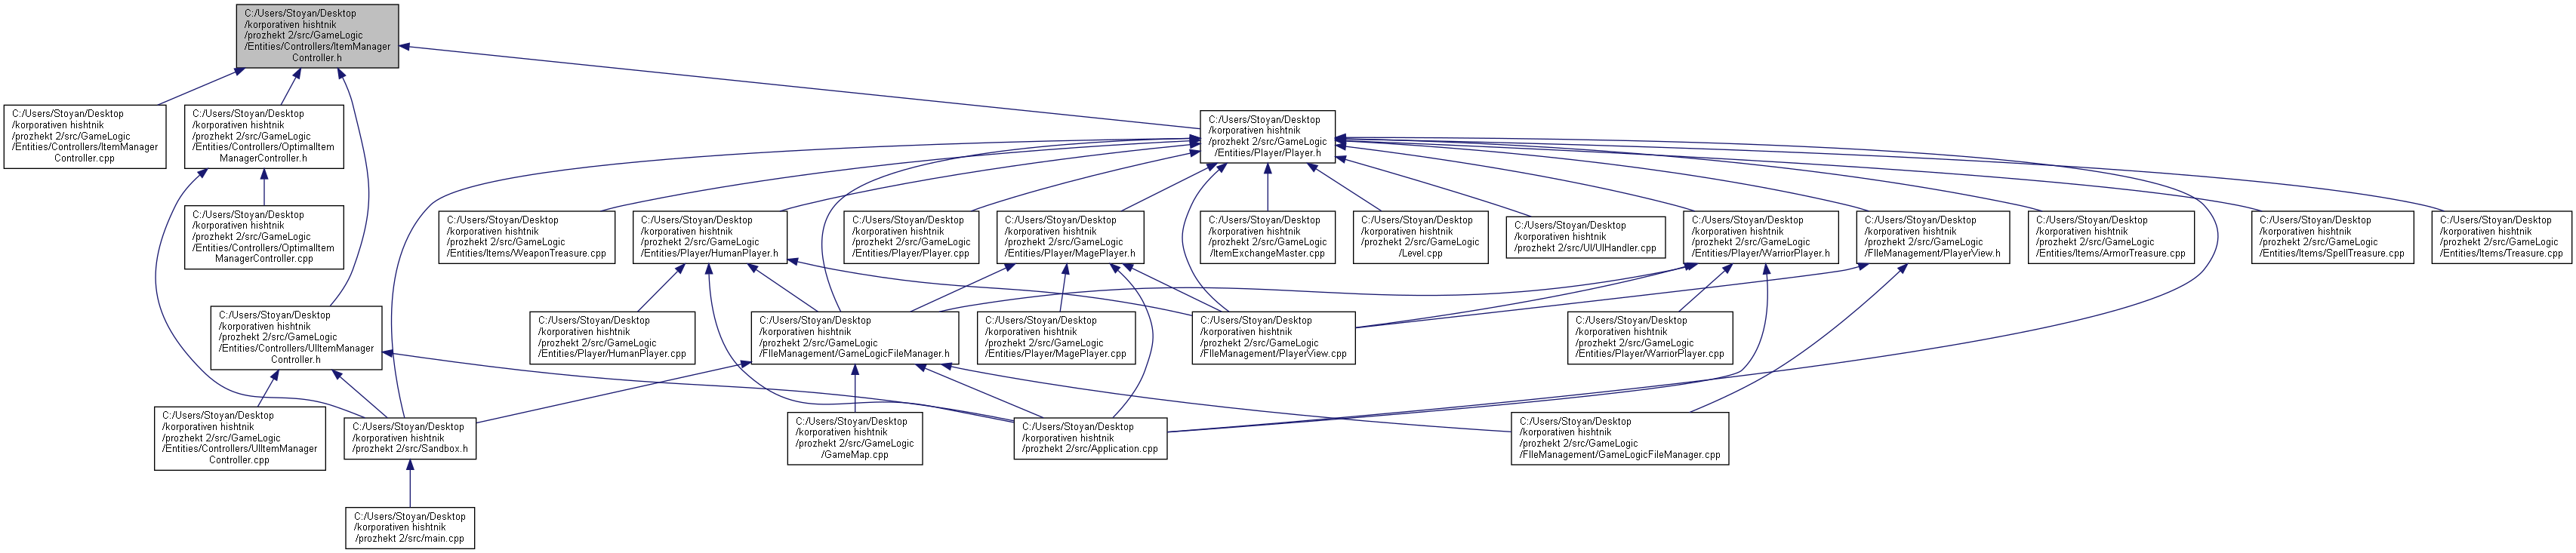 C:/Users/Stoyan/Desktop
/korporativen hishtnik
/prozhekt 2/src/GameLogic
/Entities/Controllers/ItemManager
Controller.h
C:/Users/Stoyan/Desktop
/korporativen hishtnik
/prozhekt 2/src/GameLogic
/Entities/Controllers/ItemManager
Controller.cpp
C:/Users/Stoyan/Desktop
/korporativen hishtnik
/prozhekt 2/src/GameLogic
/Entities/Controllers/OptimalItem
ManagerController.h
C:/Users/Stoyan/Desktop
/korporativen hishtnik
/prozhekt 2/src/GameLogic
/Entities/Player/Player.h
C:/Users/Stoyan/Desktop
/korporativen hishtnik
/prozhekt 2/src/GameLogic
/Entities/Controllers/OptimalItem
ManagerController.cpp
C:/Users/Stoyan/Desktop
/korporativen hishtnik
/prozhekt 2/src/GameLogic
/Entities/Items/WeaponTreasure.cpp
C:/Users/Stoyan/Desktop
/korporativen hishtnik
/prozhekt 2/src/GameLogic
/Entities/Player/HumanPlayer.h
C:/Users/Stoyan/Desktop
/korporativen hishtnik
/prozhekt 2/src/GameLogic
/Entities/Player/Player.cpp
C:/Users/Stoyan/Desktop
/korporativen hishtnik
/prozhekt 2/src/GameLogic
/Entities/Player/MagePlayer.h
C:/Users/Stoyan/Desktop
/korporativen hishtnik
/prozhekt 2/src/GameLogic
/ItemExchangeMaster.cpp
C:/Users/Stoyan/Desktop
/korporativen hishtnik
/prozhekt 2/src/GameLogic
/Level.cpp
C:/Users/Stoyan/Desktop
/korporativen hishtnik
/prozhekt 2/src/UI/UIHandler.cpp
C:/Users/Stoyan/Desktop
/korporativen hishtnik
/prozhekt 2/src/GameLogic
/Entities/Player/WarriorPlayer.h
C:/Users/Stoyan/Desktop
/korporativen hishtnik
/prozhekt 2/src/GameLogic
/FIleManagement/PlayerView.h
C:/Users/Stoyan/Desktop
/korporativen hishtnik
/prozhekt 2/src/GameLogic
/Entities/Items/ArmorTreasure.cpp
C:/Users/Stoyan/Desktop
/korporativen hishtnik
/prozhekt 2/src/GameLogic
/Entities/Items/SpellTreasure.cpp
C:/Users/Stoyan/Desktop
/korporativen hishtnik
/prozhekt 2/src/GameLogic
/Entities/Items/Treasure.cpp
C:/Users/Stoyan/Desktop
/korporativen hishtnik
/prozhekt 2/src/GameLogic
/Entities/Controllers/UIItemManager
Controller.h
C:/Users/Stoyan/Desktop
/korporativen hishtnik
/prozhekt 2/src/GameLogic
/Entities/Player/HumanPlayer.cpp
C:/Users/Stoyan/Desktop
/korporativen hishtnik
/prozhekt 2/src/GameLogic
/FIleManagement/GameLogicFileManager.h
C:/Users/Stoyan/Desktop
/korporativen hishtnik
/prozhekt 2/src/GameLogic
/Entities/Player/MagePlayer.cpp
C:/Users/Stoyan/Desktop
/korporativen hishtnik
/prozhekt 2/src/GameLogic
/FIleManagement/PlayerView.cpp
C:/Users/Stoyan/Desktop
/korporativen hishtnik
/prozhekt 2/src/GameLogic
/Entities/Player/WarriorPlayer.cpp
C:/Users/Stoyan/Desktop
/korporativen hishtnik
/prozhekt 2/src/GameLogic
/Entities/Controllers/UIItemManager
Controller.cpp
C:/Users/Stoyan/Desktop
/korporativen hishtnik
/prozhekt 2/src/Sandbox.h
C:/Users/Stoyan/Desktop
/korporativen hishtnik
/prozhekt 2/src/GameLogic
/GameMap.cpp
C:/Users/Stoyan/Desktop
/korporativen hishtnik
/prozhekt 2/src/Application.cpp
C:/Users/Stoyan/Desktop
/korporativen hishtnik
/prozhekt 2/src/GameLogic
/FIleManagement/GameLogicFileManager.cpp
C:/Users/Stoyan/Desktop
/korporativen hishtnik
/prozhekt 2/src/main.cpp